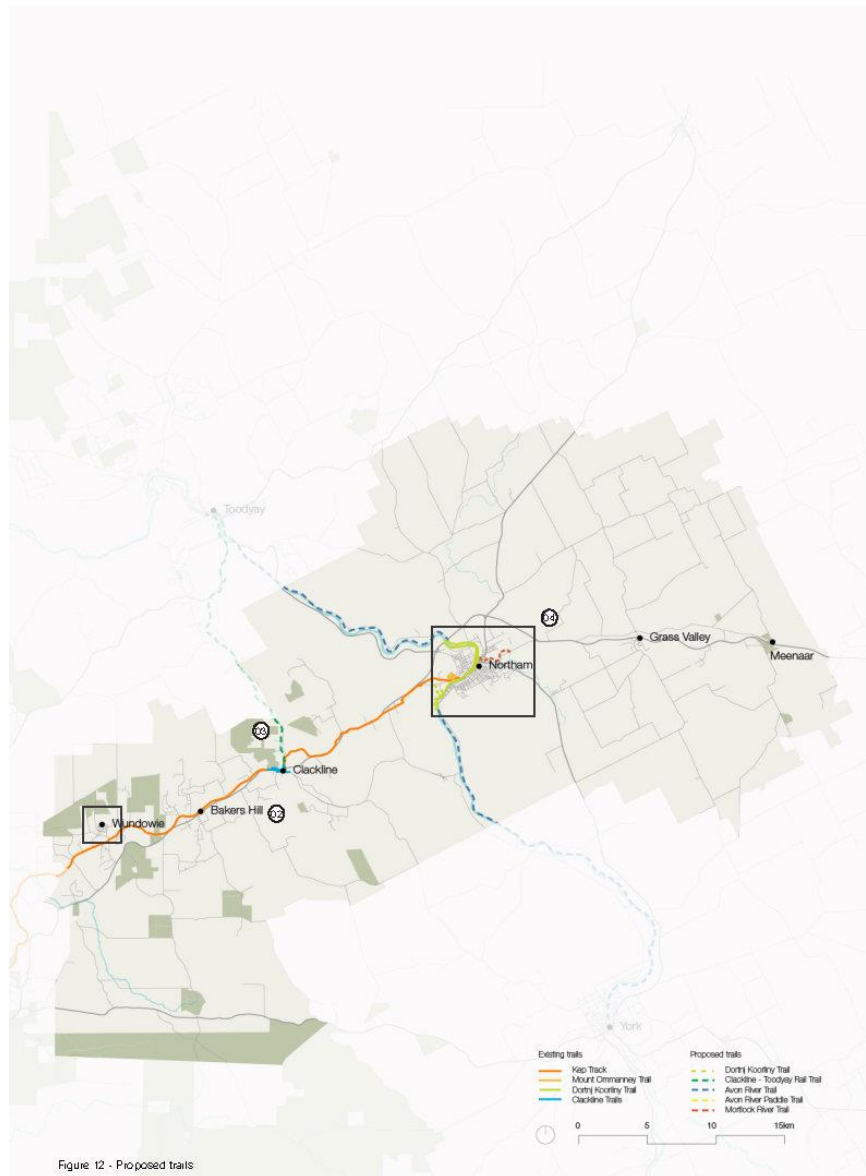 Toodyay
04
Grass Valley
Northam
Meenaar
03
Clackline
Bakers Hill
02
Wundowie
York
Existing trails
Kep Track
Mount Ommanney Trail
Dortnj Koorliny Trail
Clackline Trails
Proposed trails
Dortnj Koorliny Trail
Clackline - Toodyay Rail Trail
Avon River Trail
Avon River Paddle Trail
Mortlock River Trail
0 5 10 15km
Figure 12 - Proposed trails